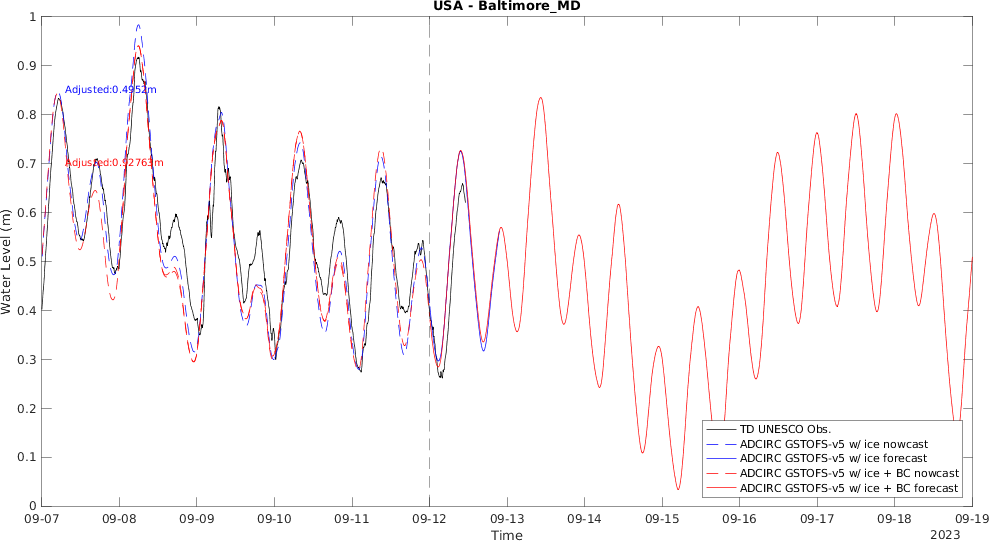 USA - Baltimore_MD
1
0.9
0.8
0.7
0.6
0.5
0.4
0.3
0.2
0.1
0
Water Level (m)
Adjusted:0.4952m
Adjusted:0.92763m
TD UNESCO Obs.
ADCIRC GSTOFS-v5 w/ ice nowcast
ADCIRC GSTOFS-v5 w/ ice forecast
ADCIRC GSTOFS-v5 w/ ice + BC nowcast
ADCIRC GSTOFS-v5 w/ ice + BC forecast
09-07 09-08 09-09 09-10 09-11 09-12 09-13 09-14 09-15 09-16 09-17 09-18 09-19
Time 2023